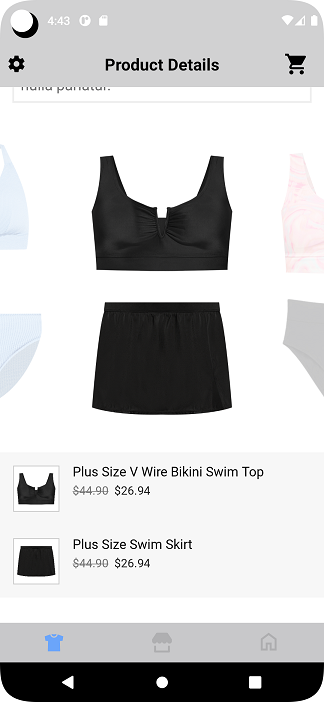 4:43
Product Details
nulla pariatur.
Plus Size V Wire Bikini Swim Top
$44.90 $26.94
Plus Size Swim Skirt
$44.90 $26.94